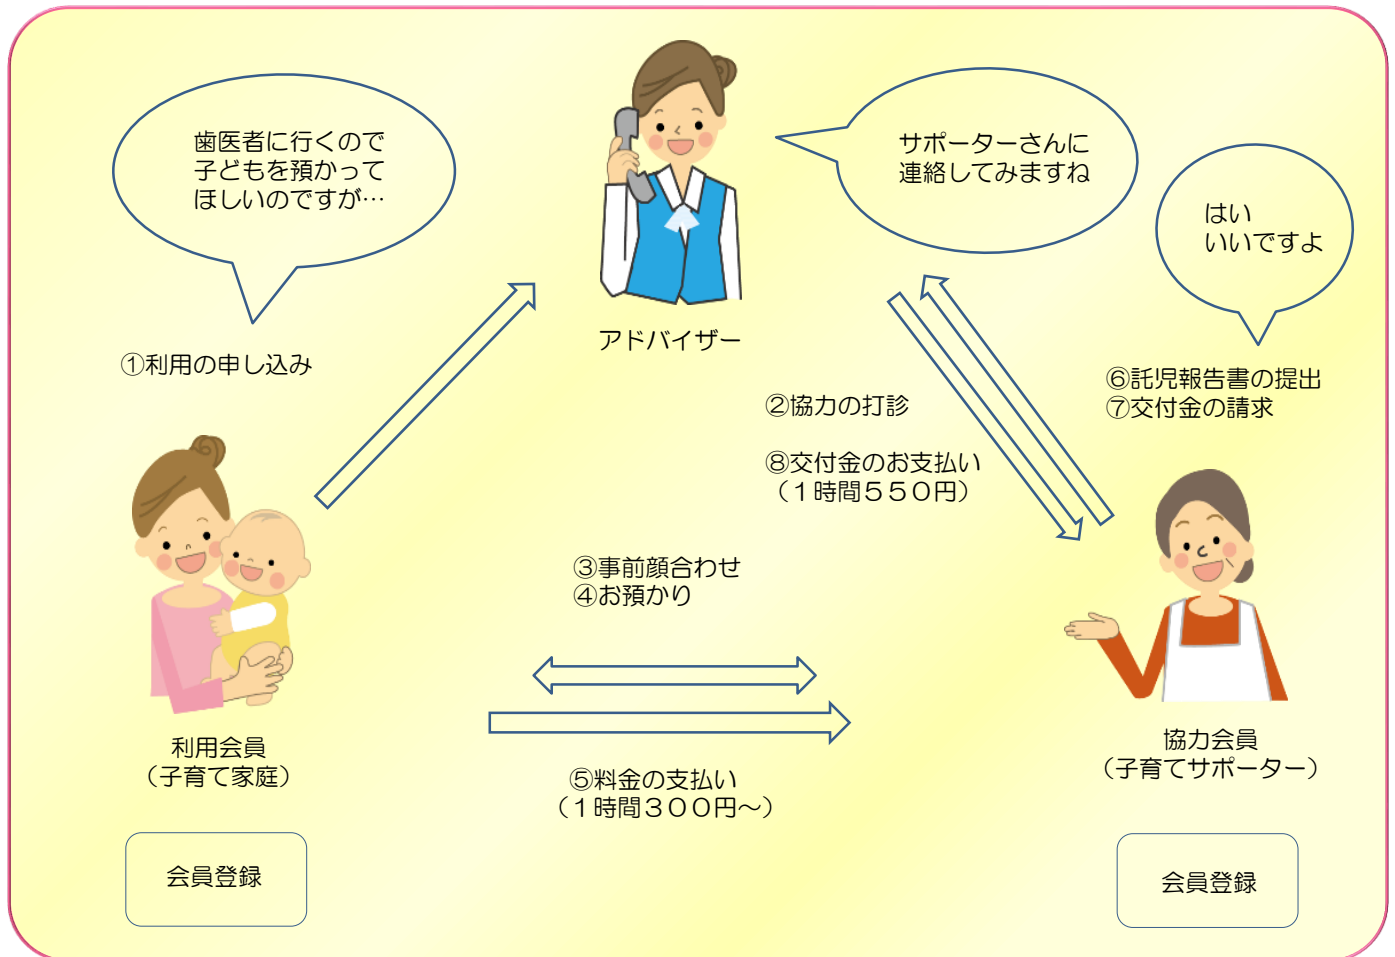 歯医者に行くので
子どもを預かって
ほしいのですが…
サポーターさんに
連絡してみますね
はい
いいですよ
アドバイザー
①利用の申し込み
⑥託児報告書の提出
⑦交付金の請求
②協力の打診
⑧交付金のお支払い
（１時間５５０円）
③事前顔合わせ
④お預かり
利用会員
（子育て家庭）
協力会員
（子育てサポーター）
⑤料金の支払い
（１時間３００円～）
会員登録
会員登録